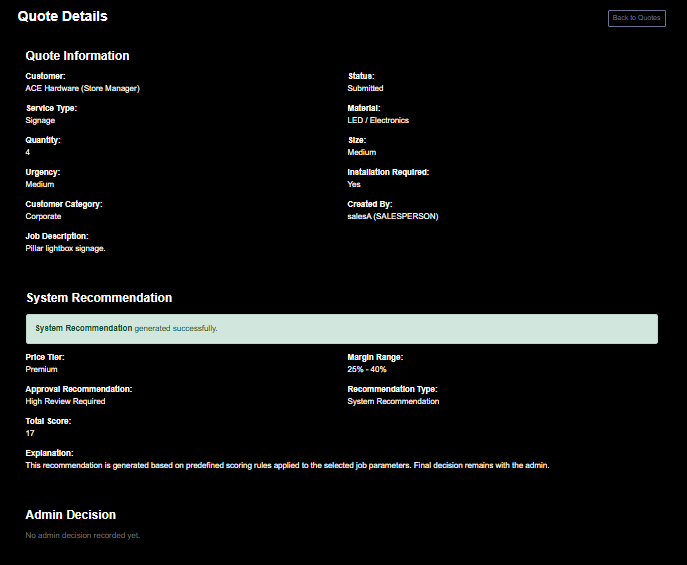 Quote Details
Back to Quotes
Quote Information
Customer:
ACE Hardware (Store Manager)
Status:
Submitted
Service Type:
Signage
Material:
LED / Electronics
Quantity:
4
Size:
Medium
Urgency:
Medium
Installation Required:
Yes
Customer Category:
Corporate
Created By:
salesA (SALESPERSON)
Job Description:
Pillar lightbox signage.
System Recommendation
System Recommendation generated successfully.
Price Tier:
Premium
Margin Range:
25% - 40%
Approval Recommendation:
High Review Required
Recommendation Type:
System Recommendation
Total Score:
17
Explanation:
This recommendation is generated based on predefined scoring rules applied to the selected job parameters. Final decision remains with the admin.
Admin Decision
No admin decision recorded yet.